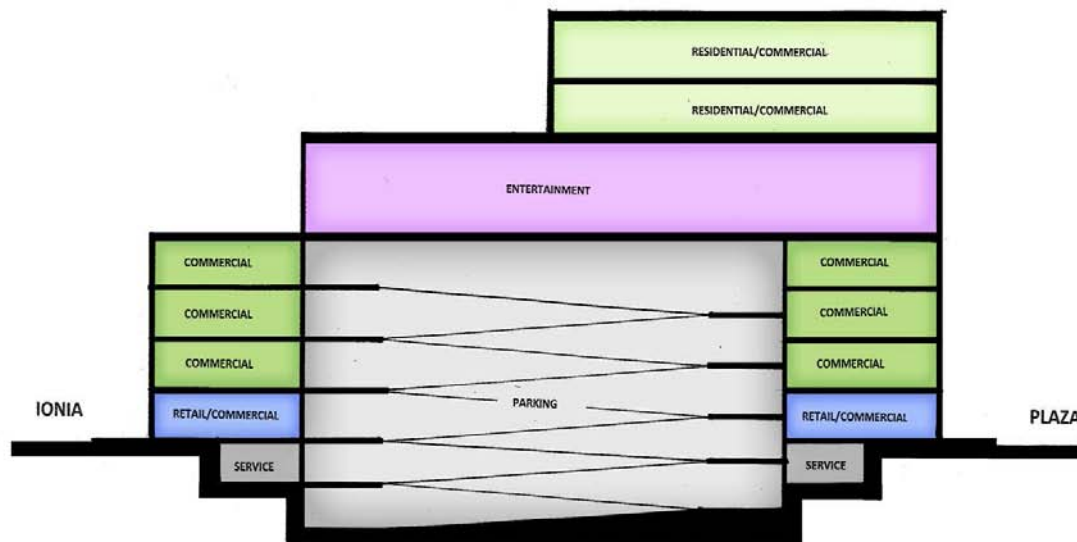 RESIDENTIAL/COMMERCIAL
RESIDENTIAL/COMMERCIAL
ENTERTAINMENT
COMMERCIAL
COMMERCIAL
COMMERCIAL
COMMERCIAL
COMMERCIAL
COMMERCIAL
IONIA
RETAIL/COMMERCIAL
PARKING
RETAIL/COMMERCIAL
PLAZA
SERVICE
SERVICE